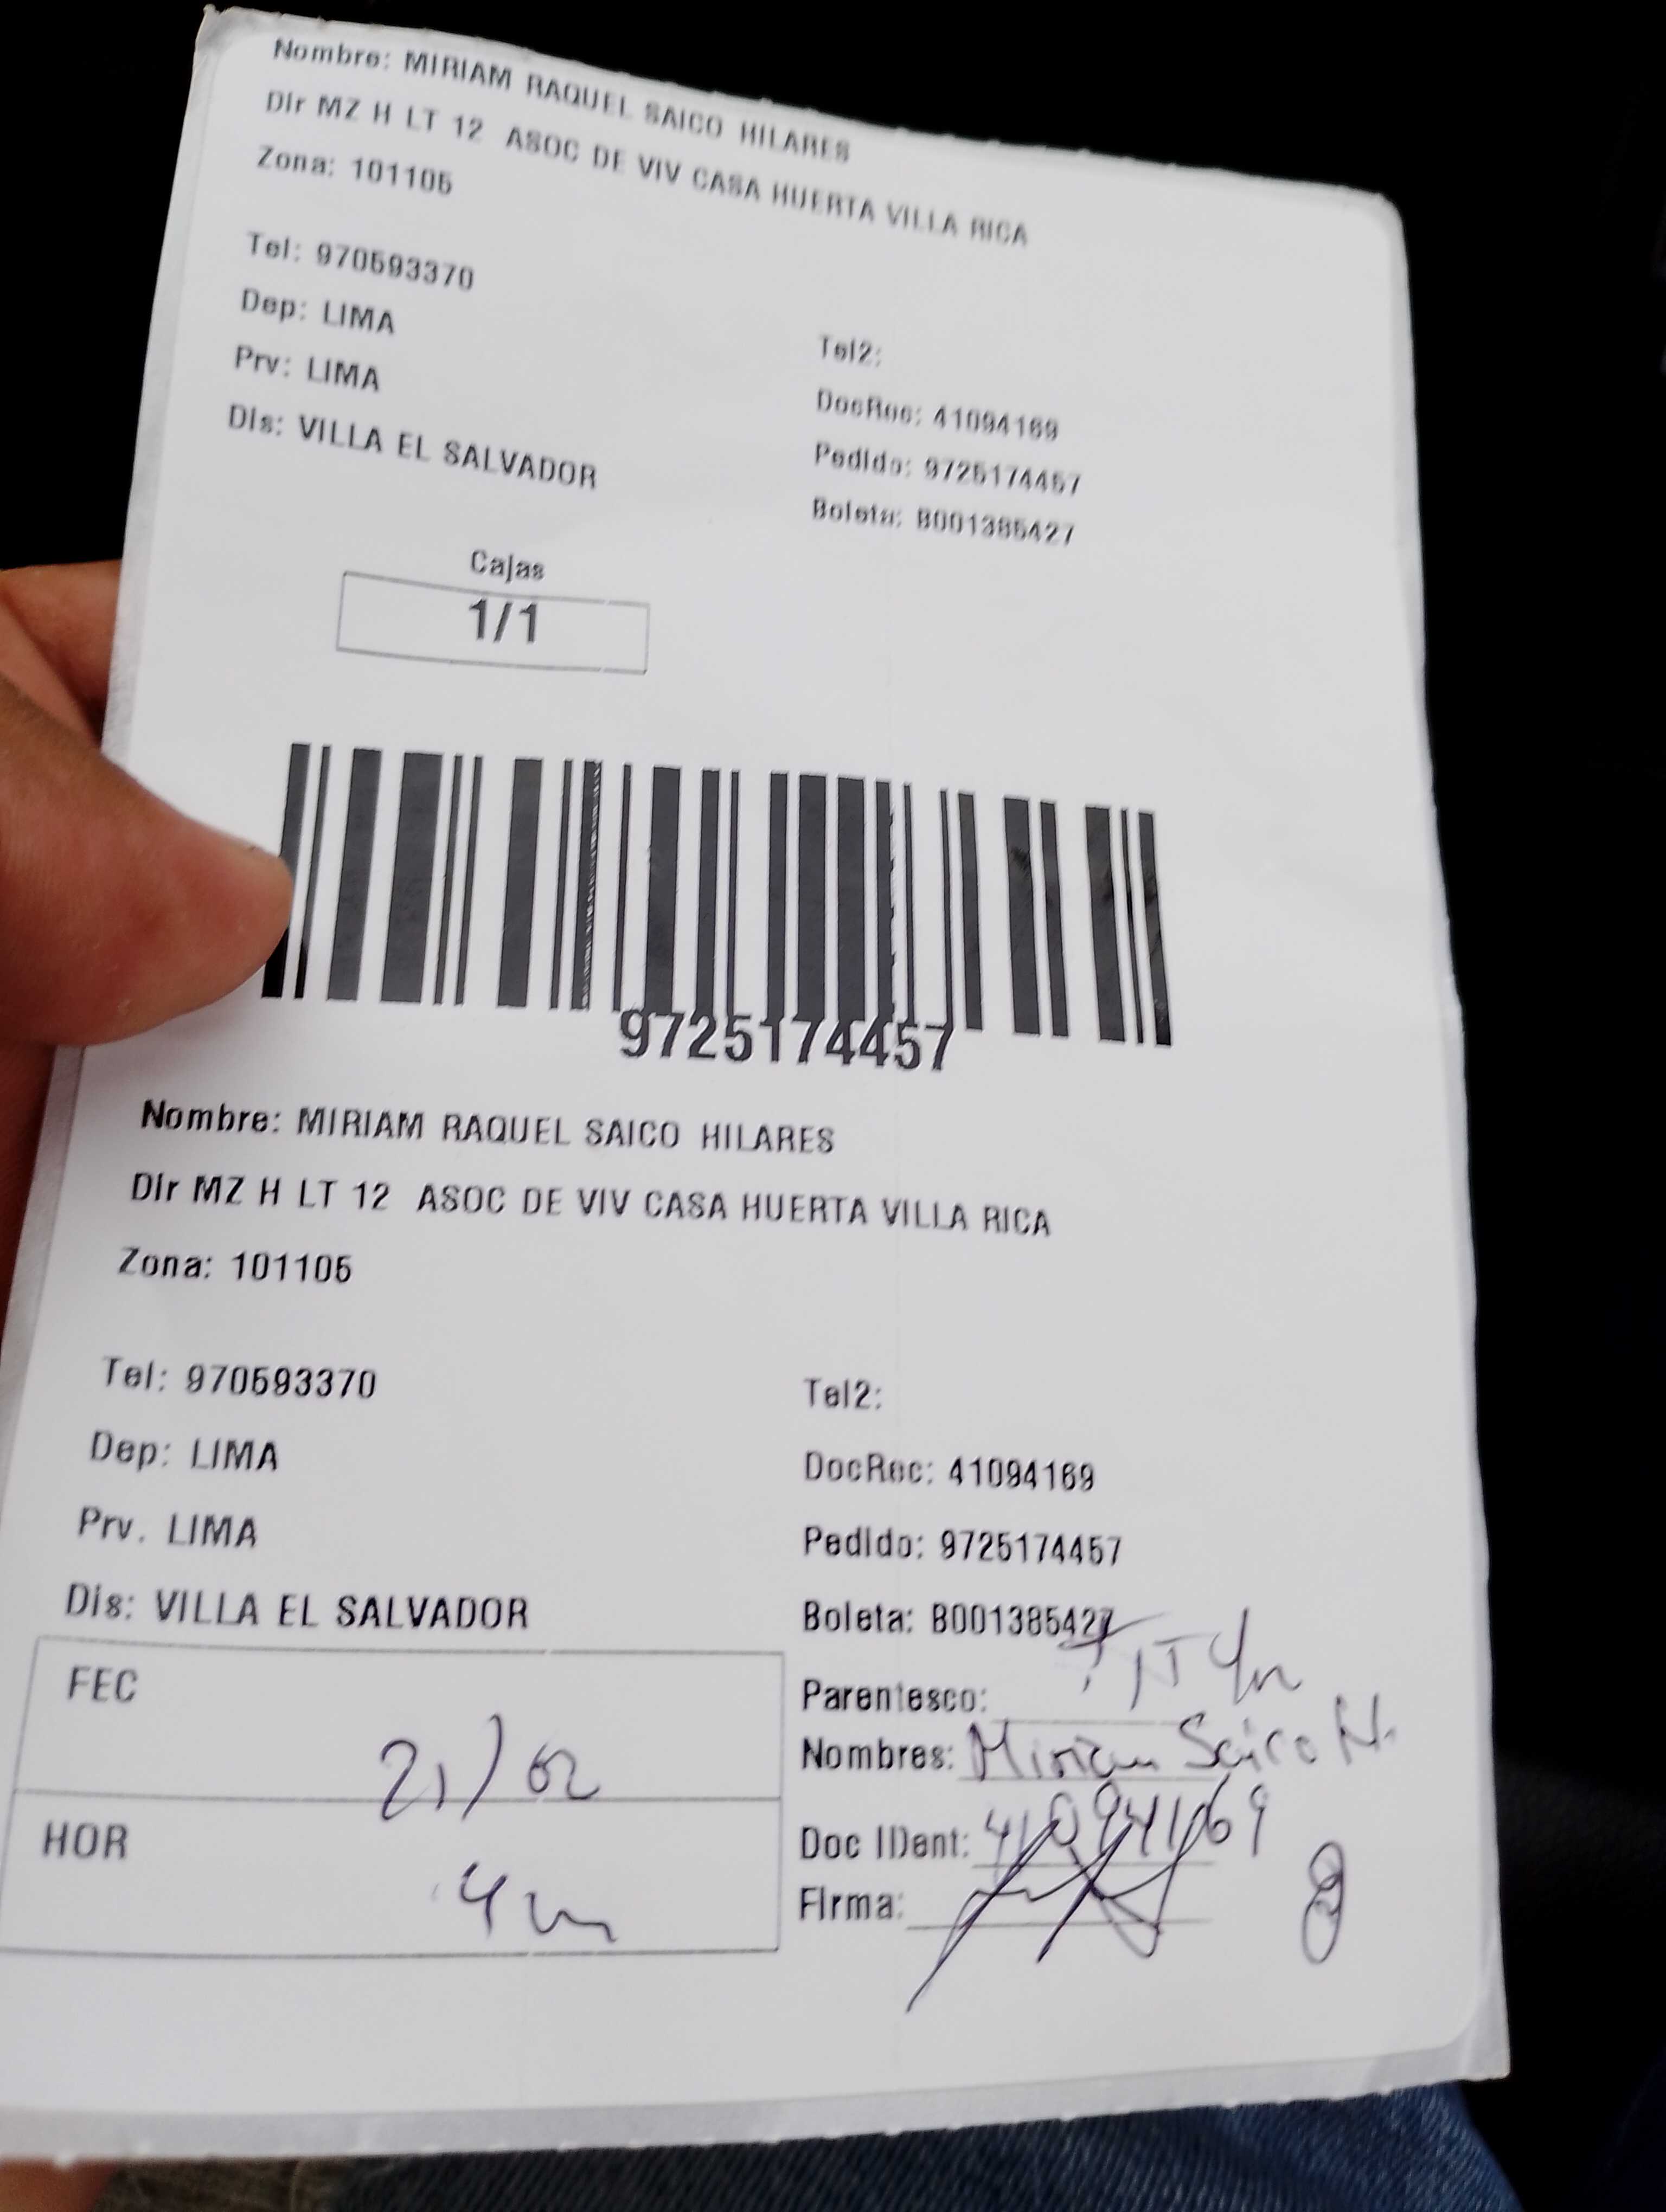 Nombre: MIRIAM RAQUEL SAICO HILARES
Dir MZ H LT 12 ASOC DE VIV CASA HUERTA VILLA RICA
Zona: 101105
Tel: 970593370
Dep: LIMA
Prv: LIMA
Dis: VILLA EL SALVADOR
Tel2:
DocRec: 41094169
Pedido: 9725174457
Boleta: B001385427
Cajas
1/1
9725174457
Nombre: MIRIAM RAQUEL SAICO HILARES
Dir MZ H LT 12 ASOC DE VIV CASA HUERTA VILLA RICA
Zona: 101105
Tel: 970593370
Dep: LIMA
Prv. LIMA
Dis: VILLA EL SALVADOR
Tel2:
DocRec: 41094169
Pedido: 9725174457
Boleta: B001385427
FEC 21/02
HOR
Parentesco:
Nombres: Miriam Saico H.
Doc IDent: 41094169
Firma: